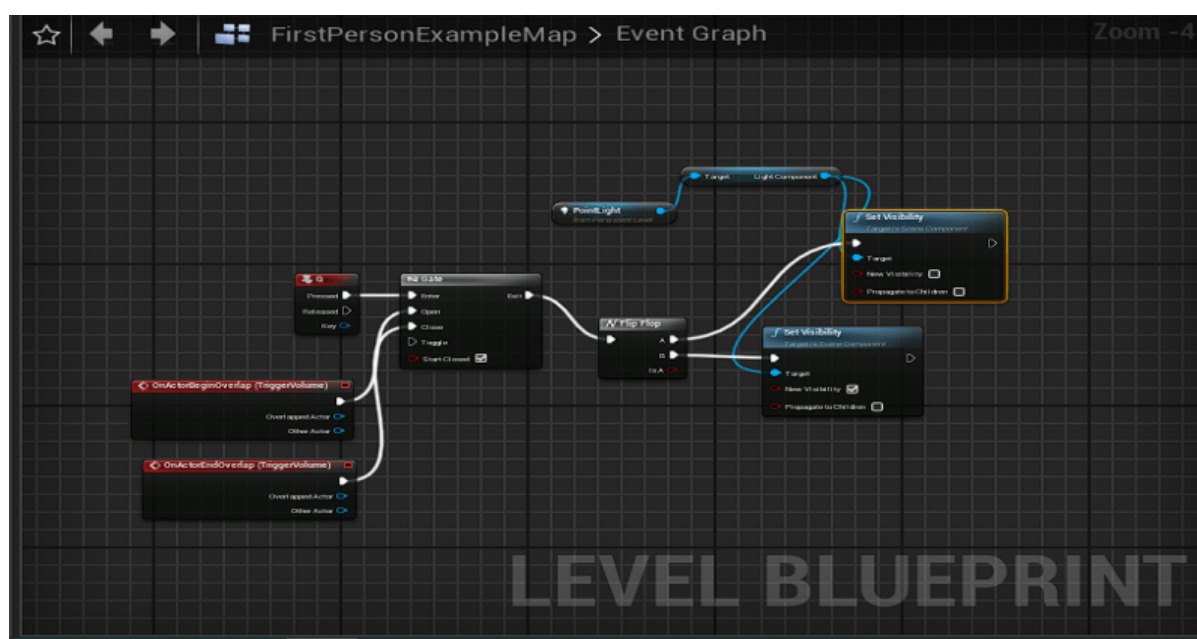 FirstPersonExampleMap > Event Graph
Zoom -4
Target Light Component
PointLight
from Persistent Level
Set Visibility
Target is Scene Component
Target
New Visibility
Propagate to Children
Pressed
Released
Key
Gate
Enter Exit
Open
Close
Toggle
Start Closed
Flip Flop
A
B
Is A
Set Visibility
Target is Scene Component
Target
New Visibility
Propagate to Children
OnActorBeginOverlap (TriggerVolume)
Overlapped Actor
Other Actor
OnActorEndOverlap (TriggerVolume)
Overlapped Actor
Other Actor
LEVEL BLUEPRINT